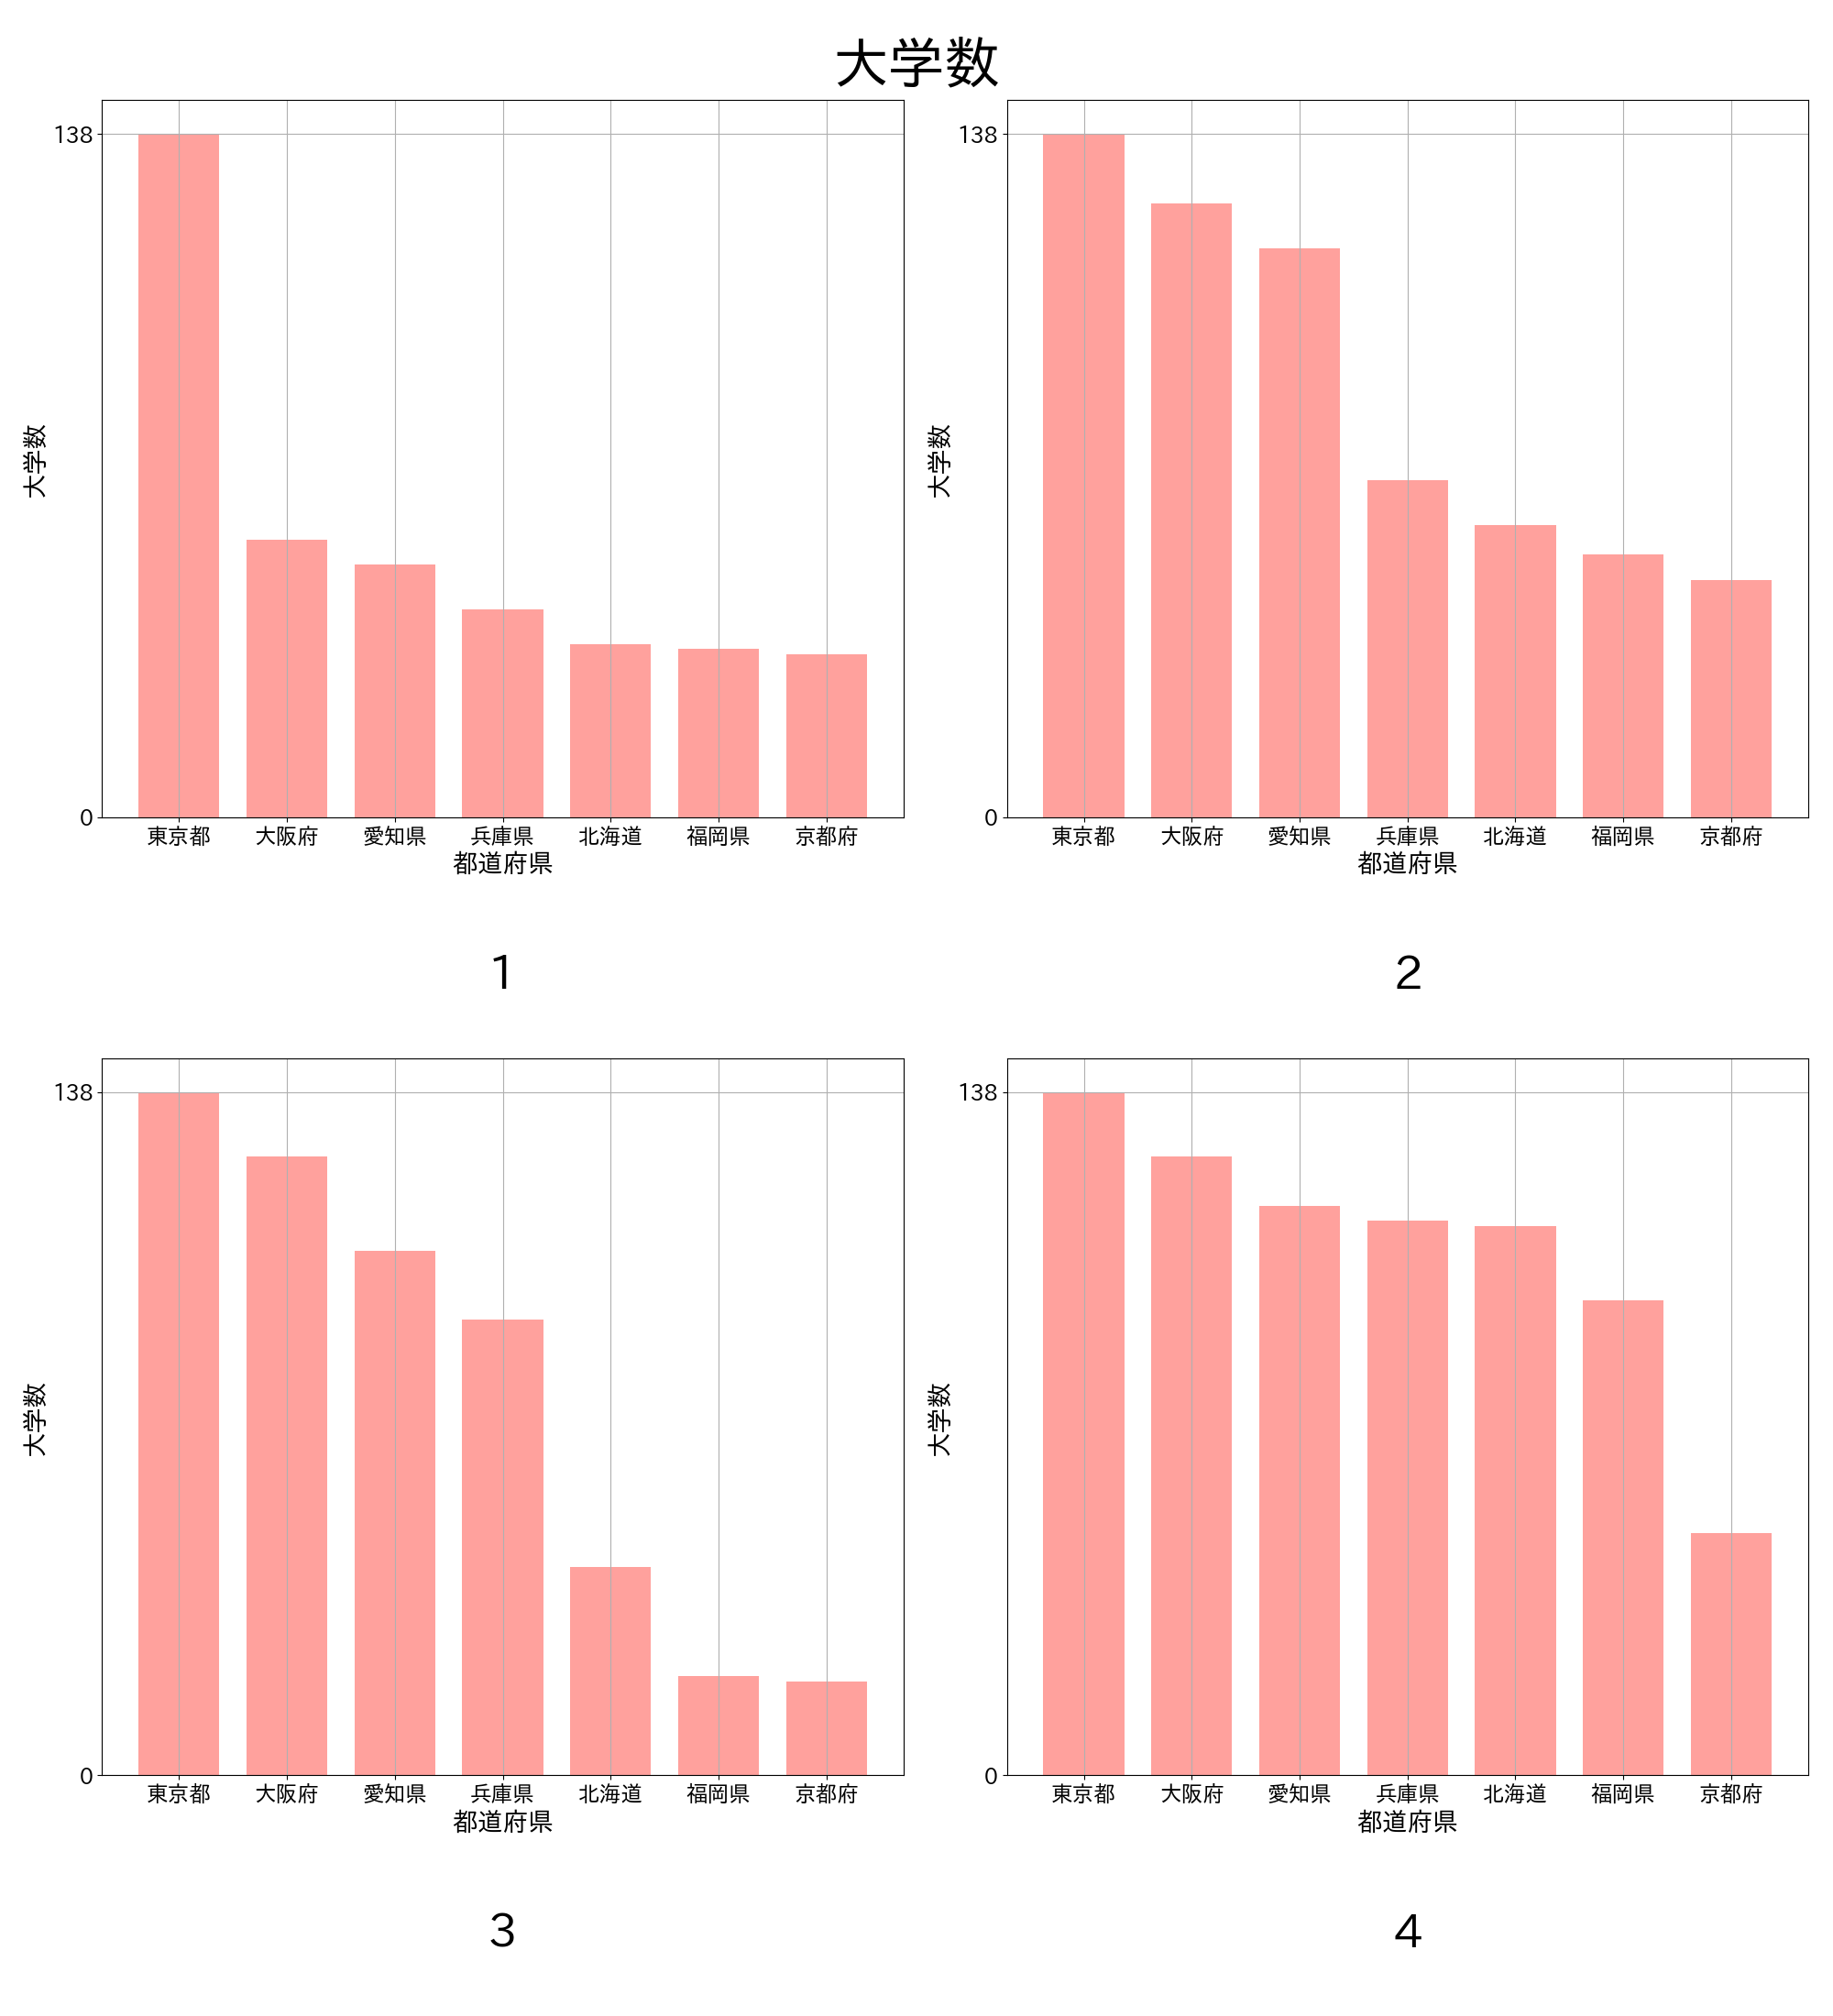 大学数
138
0
大学数
東京都 大阪府 愛知県 兵庫県 北海道 福岡県 京都府
都道府県
1
138
0
大学数
東京都 大阪府 愛知県 兵庫県 北海道 福岡県 京都府
都道府県
2
138
0
大学数
東京都 大阪府 愛知県 兵庫県 北海道 福岡県 京都府
都道府県
3
138
0
大学数
東京都 大阪府 愛知県 兵庫県 北海道 福岡県 京都府
都道府県
4